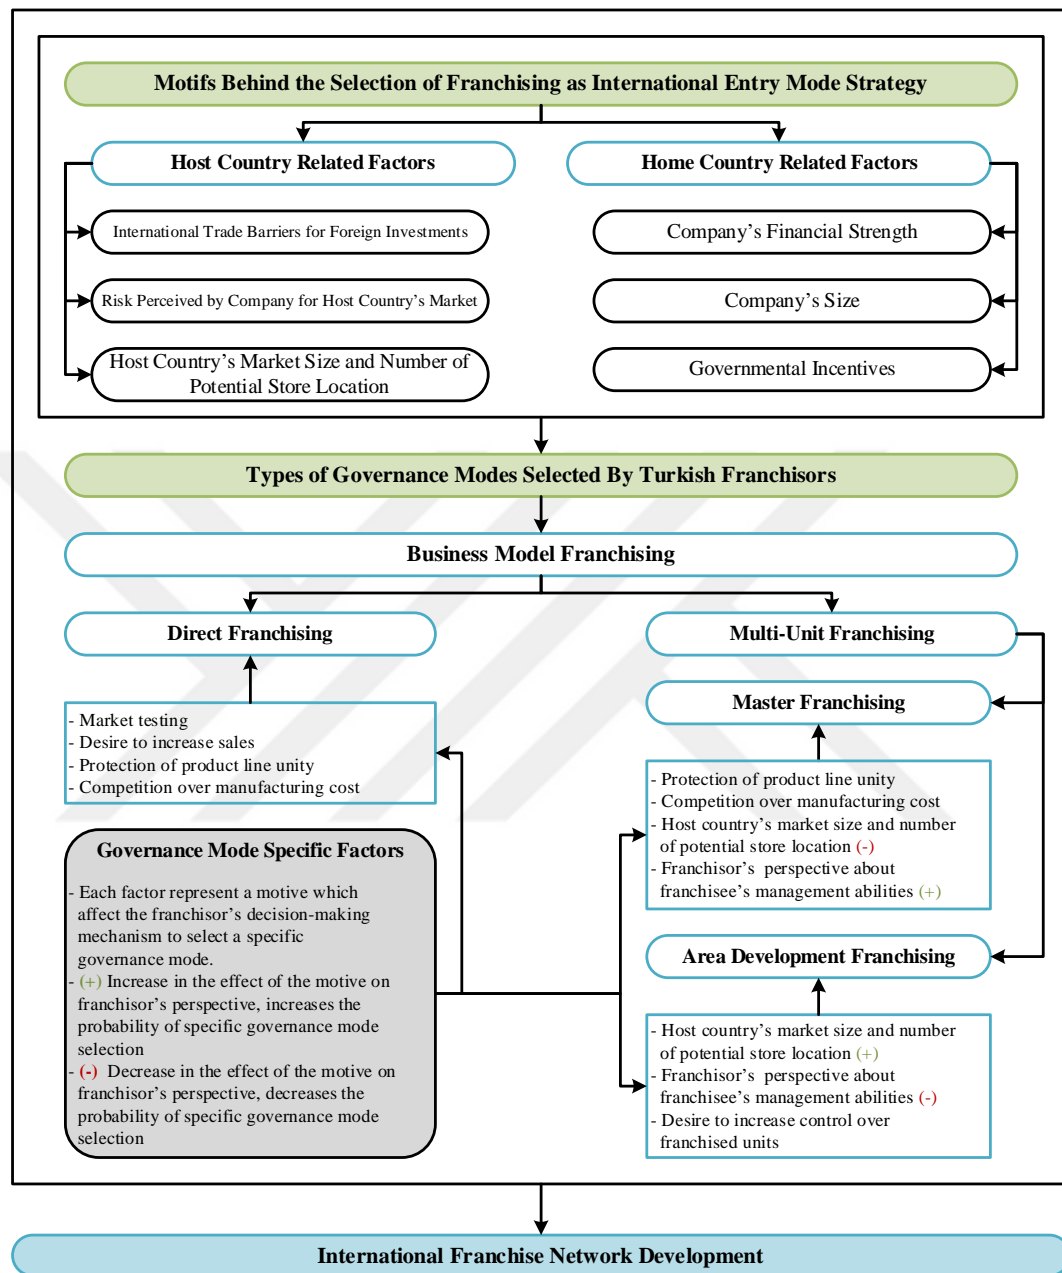 Motifs Behind the Selection of Franchising as International Entry Mode Strategy
Host Country Related Factors
International Trade Barriers for Foreign Investments
Risk Perceived by Company for Host Country's Market
Host Country's Market Size and Number of
Potential Store Location
Home Country Related Factors
Company's Financial Strength
Company's Size
Governmental Incentives
Types of Governance Modes Selected By Turkish Franchisors
Business Model Franchising
Direct Franchising
- Market testing
- Desire to increase sales
- Protection of product line unity
- Competition over manufacturing cost
Governance Mode Specific Factors
- Each factor represent a motive which
affect the franchisor's decision-making
mechanism to select a specific
governance mode.
- (+) Increase in the effect of the motive on
franchisor's perspective, increases the
probability of specific governance mode
selection
- (-) Decrease in the effect of the motive on
franchisor's perspective, decreases the
probability of specific governance mode
selection
Multi-Unit Franchising
Master Franchising
- Protection of product line unity
- Competition over manufacturing cost
- Host country's market size and number
of potential store location (-)
- Franchisor's perspective about
franchisee's management abilities (+)
Area Development Franchising
- Host country's market size and number
of potential store location (+)
- Franchisor's perspective about
franchisee's management abilities (-)
- Desire to increase control over
franchised units
International Franchise Network Development